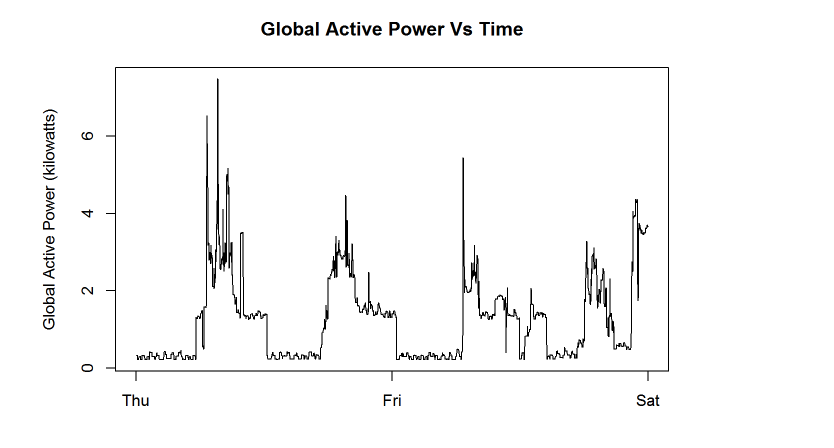 Global Active Power Vs Time
Global Active Power (kilowatts)
6
4
2
0
Thu Fri Sat